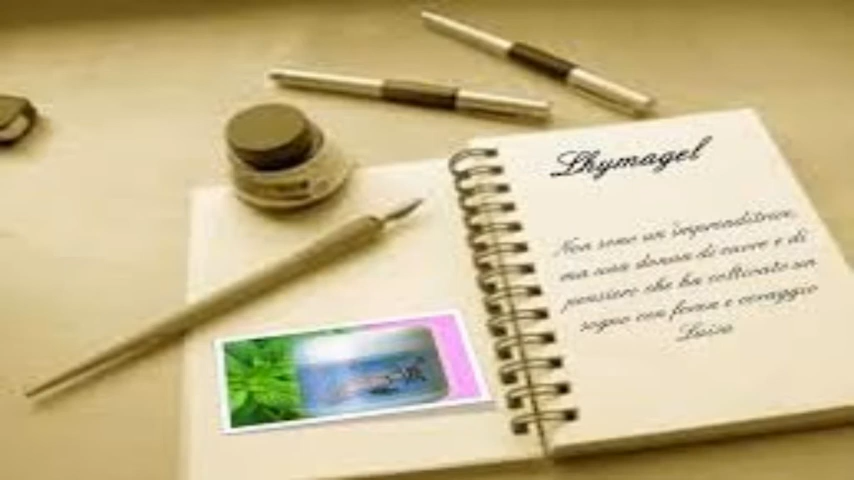 Lhymagel
Non sono un'imprenditrice,
ma una donna di cuore e di
pensiero che ha coltivato un
sogno con forza e coraggio
Luisa